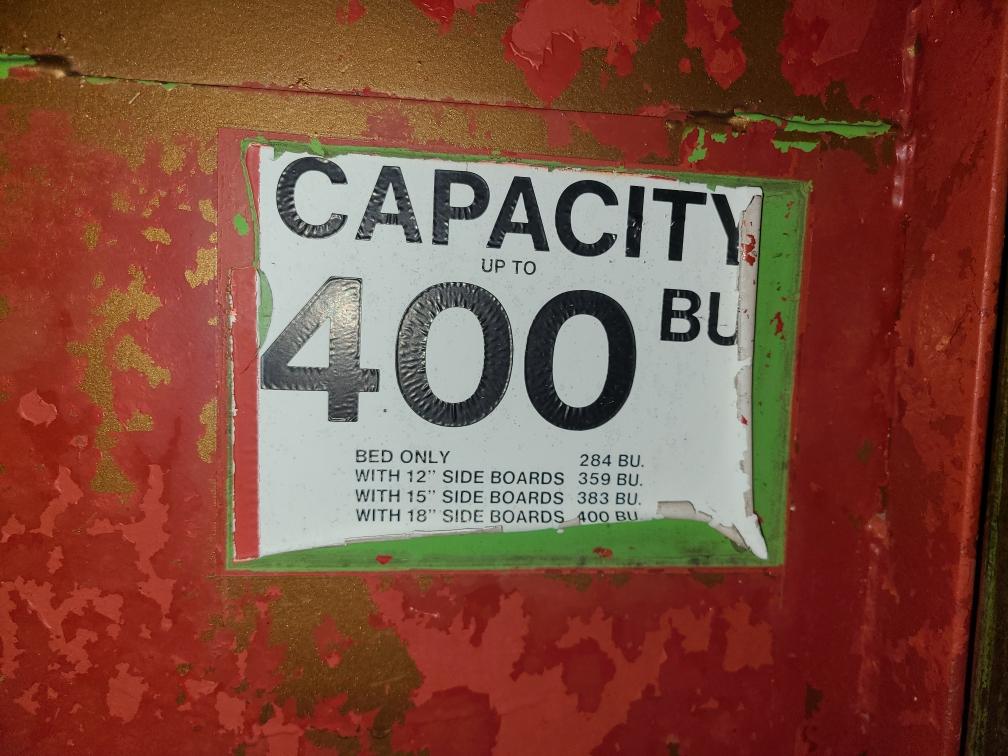 CAPACITY
UP TO
400 BU
BED ONLY 284 BU.
WITH 12" SIDE BOARDS 359 BU.
WITH 15" SIDE BOARDS 383 BU.
WITH 18" SIDE BOARDS 400 BU.